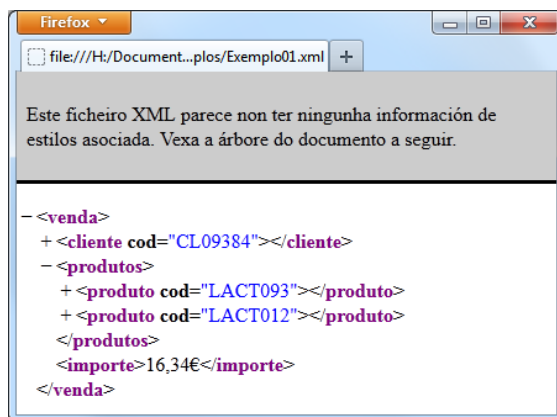 Firefox
file:///H:/Document...plos/Exemplo01.xml +
Este ficheiro XML parece non ter ningunha información de
estilos asociada. Vexa a árbore do documento a seguir.
− <venda>
+ <cliente cod="CL09384"></cliente>
− <produtos>
+ <produto cod="LACT093"></produto>
+ <produto cod="LACT012"></produto>
</produtos>
<importe>16,34€</importe>
</venda>